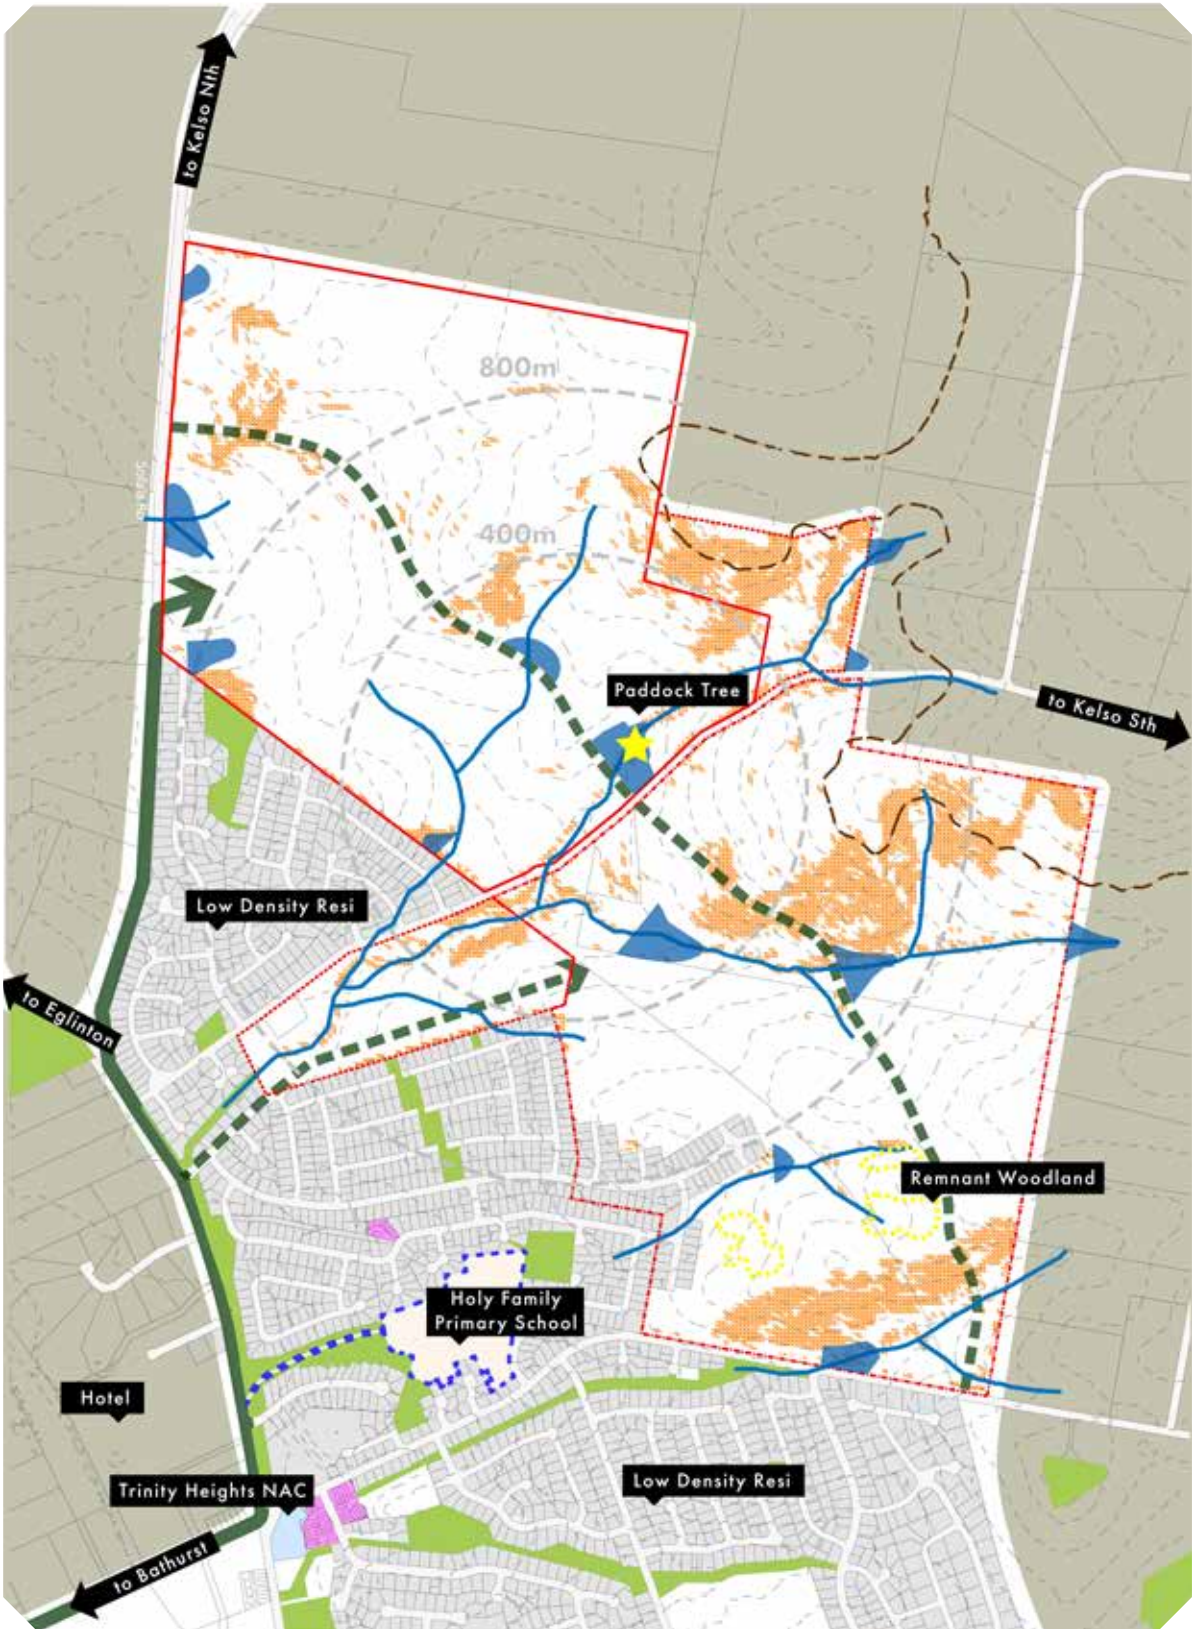 to Kelso Nth
800m
400m
Paddock Tree
to Kelso Sth
Low Density Resi
to Eglinton
Remnant Woodland
Holy Family
Primary School
Hotel
Trinity Heights NAC
Low Density Resi
to Bathurst